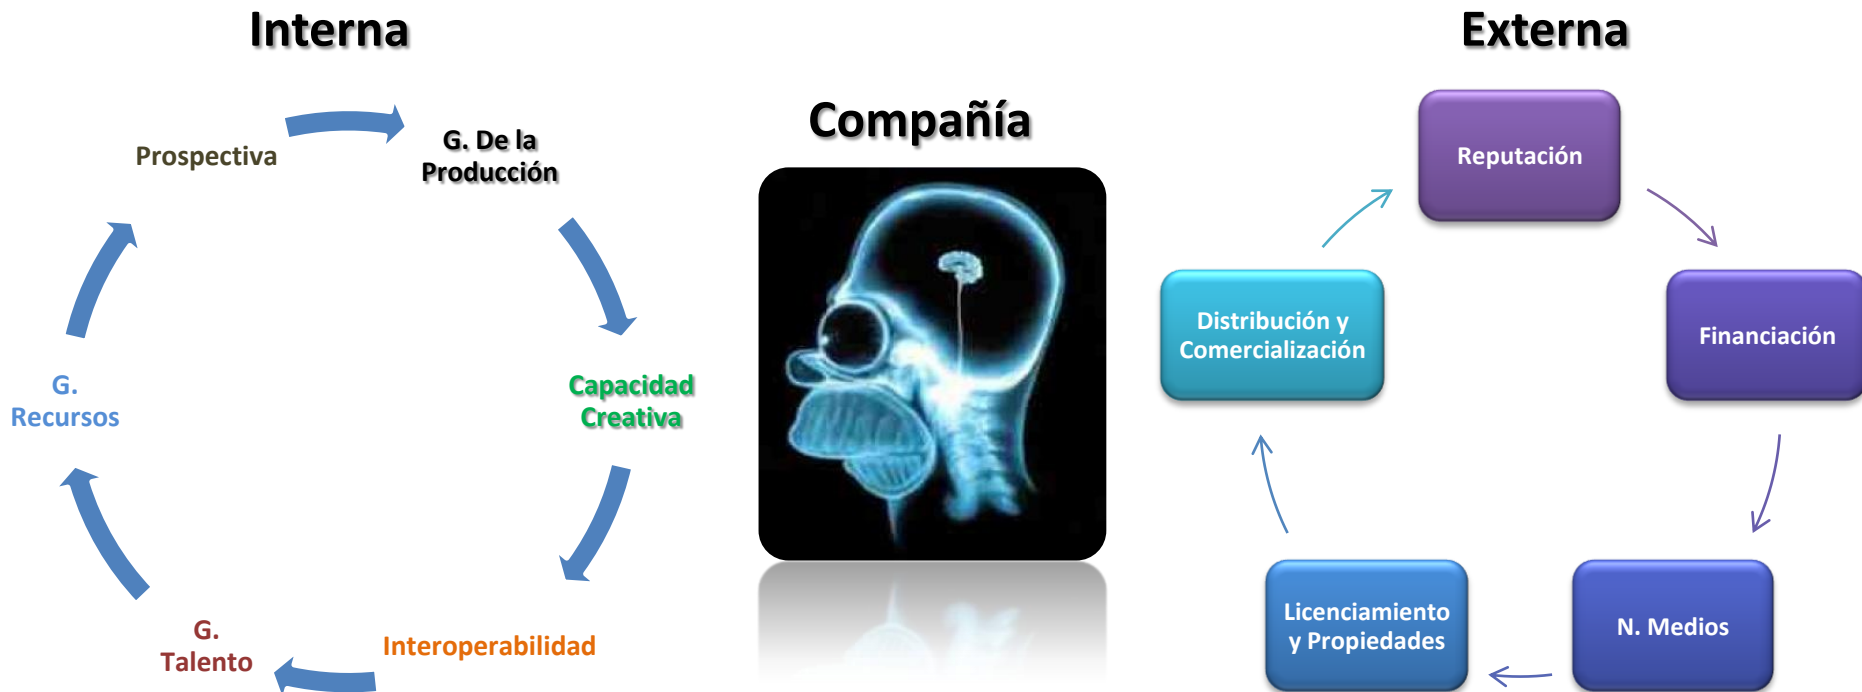 Interna
Prospectiva
G. De la
Producción
Capacidad
Creativa
Interoperabilidad
G.
Talento
G.
Recursos
Compañía
Externa
Reputación
Financiación
N. Medios
Licenciamiento
y Propiedades
Distribución y
Comercialización